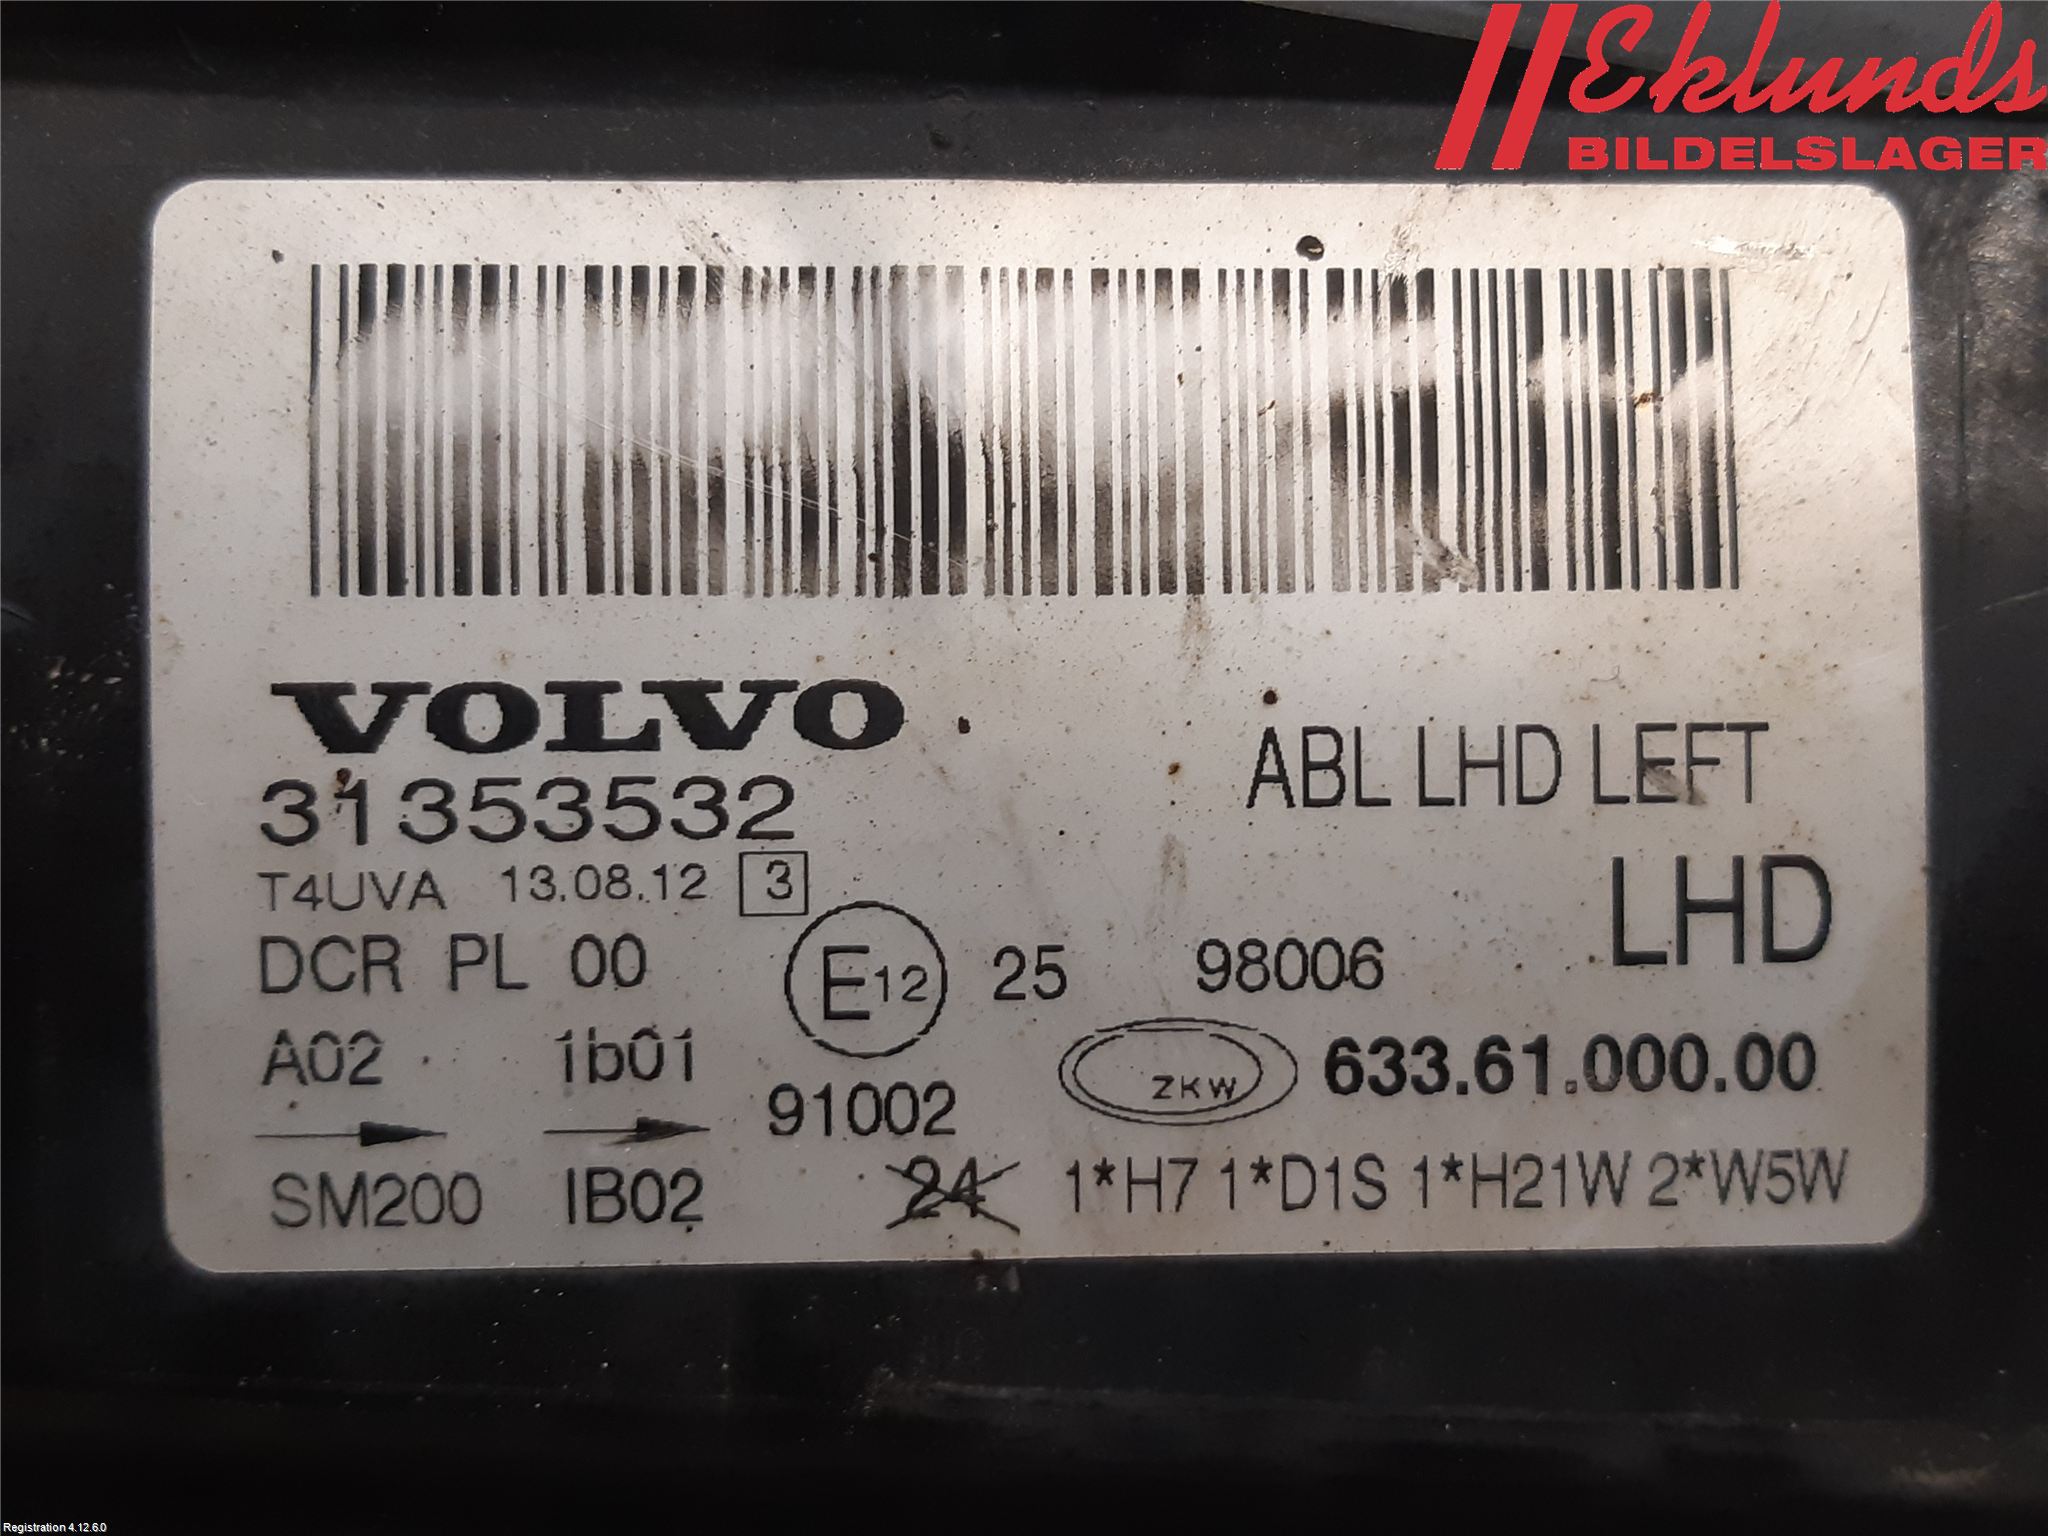 Eklunds
BILDELSLAGER
VOLVO
31353532
ABL LHD LEFT
T4UVA 13.08.12 3
LHD
DCR PL 00
E12 25 98006
A02 1b01
ZKW 633.61.000.00
91002
SM200 IB02 24 1*H7 1*D1S 1*H21W 2*W5W
Registration 4.12.6.0